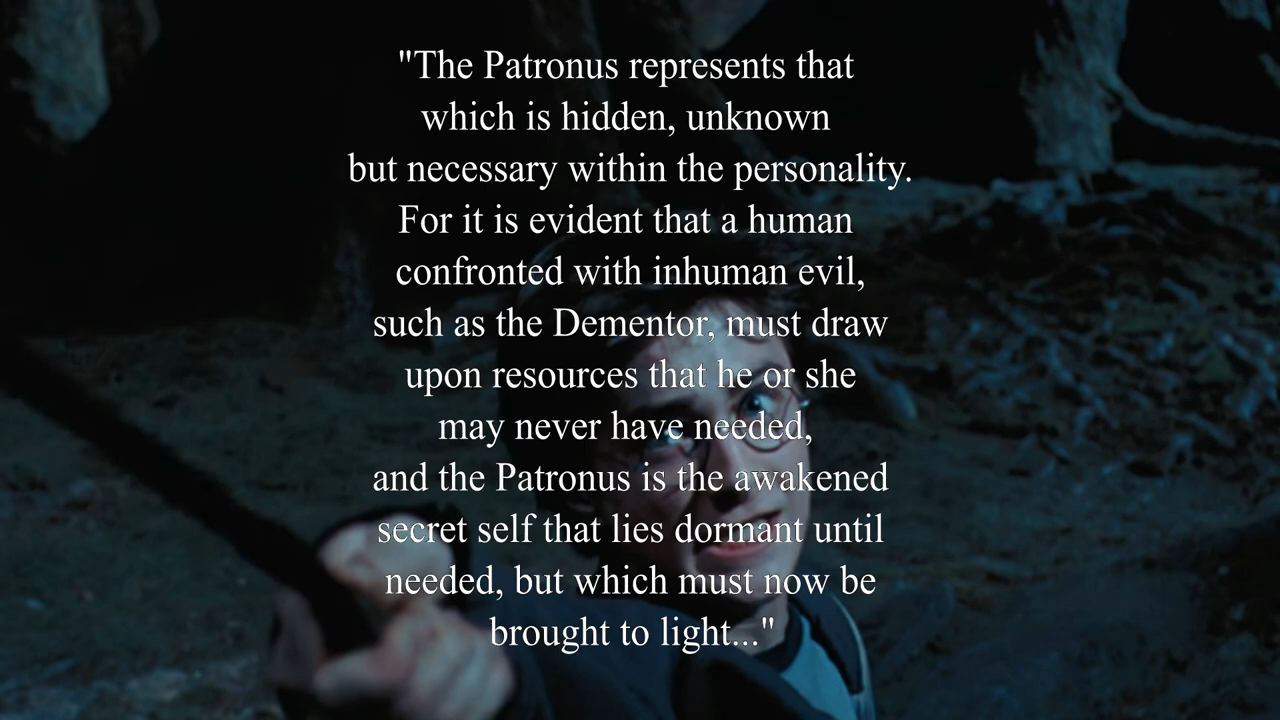 "The Patronus represents that
which is hidden, unknown
but necessary within the personality.
For it is evident that a human
confronted with inhuman evil,
such as the Dementor, must draw
upon resources that he or she
may never have needed,
and the Patronus is the awakened
secret self that lies dormant until
needed, but which must now be
brought to light..."